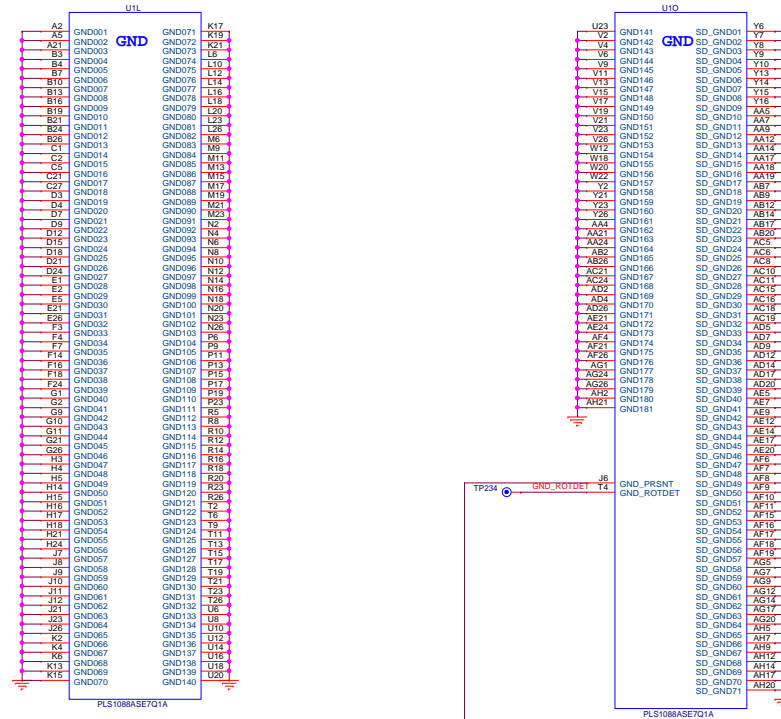 U1L
GND
A2 GND001 GND071 K17
A5 GND002 GND072 K19
A21 GND003 GND073 K21
B3 GND004 GND074 L6
B4 GND005 GND075 L10
B7 GND006 GND076 L12
B10 GND007 GND077 L14
B13 GND008 GND078 L16
B16 GND009 GND079 L18
B19 GND010 GND080 L20
B21 GND011 GND081 L23
B24 GND012 GND082 L26
B26 GND013 GND083 M6
C1 GND014 GND084 M9
C2 GND015 GND085 M11
C5 GND016 GND086 M13
C21 GND017 GND087 M15
C27 GND018 GND088 M17
D3 GND019 GND089 M19
D4 GND020 GND090 M21
D7 GND021 GND091 M23
D9 GND022 GND092 N2
D12 GND023 GND093 N4
D15 GND024 GND094 N6
D18 GND025 GND095 N8
D21 GND026 GND096 N10
D24 GND027 GND097 N12
E1 GND028 GND098 N14
E2 GND029 GND099 N16
E5 GND030 GND100 N18
E21 GND031 GND101 N20
E26 GND032 GND102 N23
F3 GND033 GND103 N26
F4 GND034 GND104 P6
F7 GND035 GND105 P9
F14 GND036 GND106 P11
F16 GND037 GND107 P13
F18 GND038 GND108 P15
F24 GND039 GND109 P17
G1 GND040 GND110 P19
G2 GND041 GND111 P23
G9 GND042 GND112 R5
G10 GND043 GND113 R8
G11 GND044 GND114 R10
G21 GND045 GND115 R12
G26 GND046 GND116 R14
H3 GND047 GND117 R16
H4 GND048 GND118 R18
H5 GND049 GND119 R20
H14 GND050 GND120 R23
H15 GND051 GND121 R26
H16 GND052 GND122 T2
H17 GND053 GND123 T6
H18 GND054 GND124 T9
H21 GND055 GND125 T11
H24 GND056 GND126 T13
J7 GND057 GND127 T15
J8 GND058 GND128 T17
J9 GND059 GND129 T19
J10 GND060 GND130 T21
J11 GND061 GND131 T23
J12 GND062 GND132 T26
J21 GND063 GND133 U6
J23 GND064 GND134 U8
J26 GND065 GND135 U10
K2 GND066 GND136 U12
K4 GND067 GND137 U14
K6 GND068 GND138 U16
K13 GND069 GND139 U18
K15 GND070 GND140 U20
PLS1088ASE7Q1A
U1O
GND
U23 GND141 SD_GND01 Y6
V2 GND142 SD_GND02 Y7
V4 GND143 SD_GND03 Y8
V6 GND144 SD_GND04 Y9
V9 GND145 SD_GND05 Y10
V11 GND146 SD_GND06 Y13
V13 GND147 SD_GND07 Y14
V15 GND148 SD_GND08 Y15
V17 GND149 SD_GND09 Y16
V19 GND150 SD_GND10 AA5
V21 GND151 SD_GND11 AA7
V23 GND152 SD_GND12 AA9
V26 GND153 SD_GND13 AA12
W12 GND154 SD_GND14 AA14
W18 GND155 SD_GND15 AA17
W20 GND156 SD_GND16 AA18
W22 GND157 SD_GND17 AA19
Y2 GND158 SD_GND18 AB7
Y21 GND159 SD_GND19 AB9
Y23 GND160 SD_GND20 AB12
Y26 GND161 SD_GND21 AB14
AA4 GND162 SD_GND22 AB17
AA21 GND163 SD_GND23 AB20
AA24 GND164 SD_GND24 AC5
AB2 GND165 SD_GND25 AC6
AB26 GND166 SD_GND26 AC8
AC21 GND167 SD_GND27 AC10
AC24 GND168 SD_GND28 AC11
AD2 GND169 SD_GND29 AC15
AD4 GND170 SD_GND30 AC16
AD26 GND171 SD_GND31 AC18
AE21 GND172 SD_GND32 AC19
AE24 GND173 SD_GND33 AD5
AF4 GND174 SD_GND34 AD7
AF21 GND175 SD_GND35 AD9
AF26 GND176 SD_GND36 AD12
AG1 GND177 SD_GND37 AD14
AG24 GND178 SD_GND38 AD17
AG26 GND179 SD_GND39 AD20
AH2 GND180 SD_GND40 AE5
AH21 GND181 SD_GND41 AE7
SD_GND42 AE9
SD_GND43 AE12
SD_GND44 AE14
SD_GND45 AE17
SD_GND46 AE20
SD_GND47 AF6
SD_GND48 AF7
J6 GND_PRSNT SD_GND49 AF8
TP234 GND_ROTDET T4 GND_ROTDET SD_GND50 AF9
SD_GND51 AF10
SD_GND52 AF11
SD_GND53 AF15
SD_GND54 AF16
SD_GND55 AF17
SD_GND56 AF18
SD_GND57 AF19
SD_GND58 AG5
SD_GND59 AG7
SD_GND60 AG9
SD_GND61 AG12
SD_GND62 AG14
SD_GND63 AG17
SD_GND64 AG20
SD_GND65 AH5
SD_GND66 AH7
SD_GND67 AH9
SD_GND68 AH12
SD_GND69 AH14
SD_GND70 AH17
SD_GND71 AH20
PLS1088ASE7Q1A